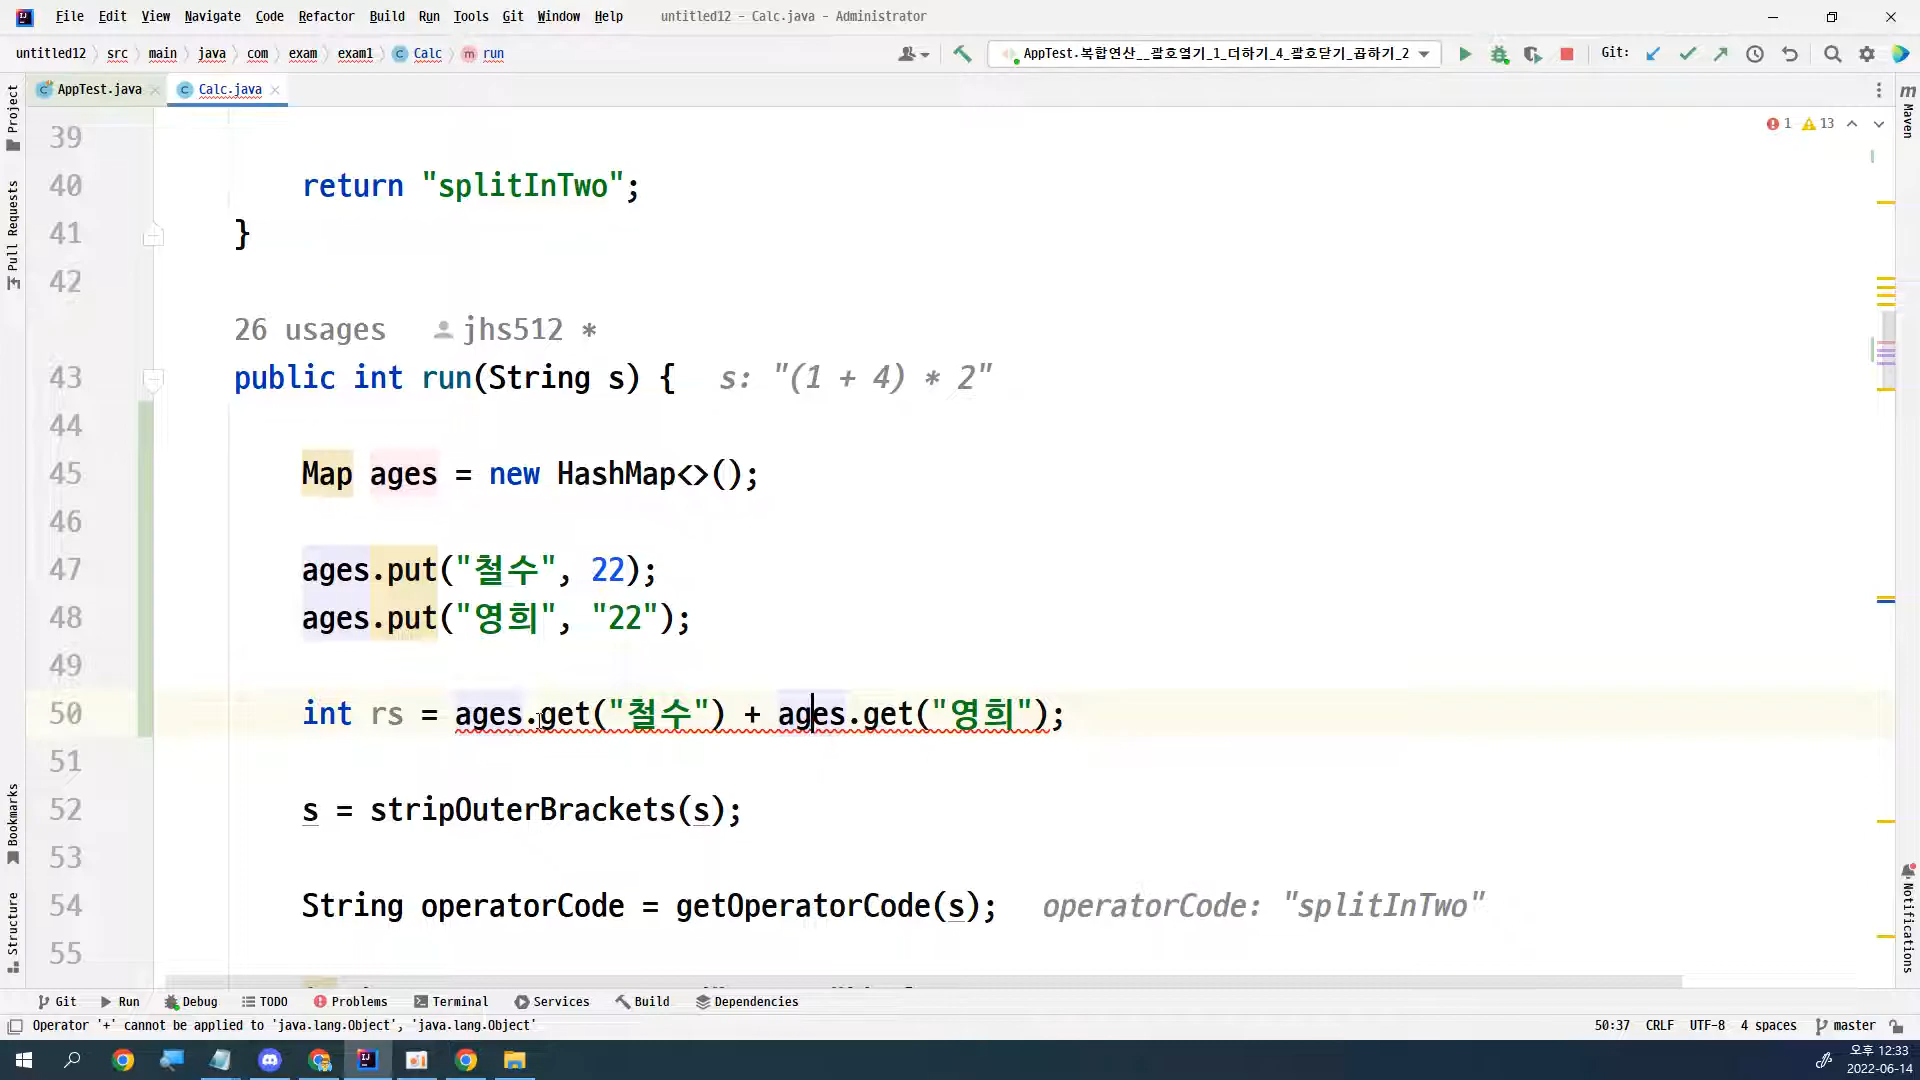 File Edit View Navigate Code Refactor Build Run Tools Git Window Help untitled12 - Calc.java - Administrator
untitled12 src main java com exam exam1 Calc run AppTest.복합연산__괄호열기_1_더하기_4_괄호닫기_곱하기_2 Git:
AppTest.java Calc.java
Project
Pull Requests
Bookmarks
Structure
m
Maven
Notifications
1 13
39
40 return "splitInTwo";
41 }
42
26 usages jhs512 *
43 public int run(String s) { s: "(1 + 4) * 2"
44
45 Map ages = new HashMap<>();
46
47 ages.put("철수", 22);
48 ages.put("영희", "22");
49
50 int rs = ages.get("철수") + ages.get("영희");
51
52 s = stripOuterBrackets(s);
53
54 String operatorCode = getOperatorCode(s); operatorCode: "splitInTwo"
55
Git Run Debug TODO Problems Terminal Services Build Dependencies
Operator '+' cannot be applied to 'java.lang.Object', 'java.lang.Object' 50:37 CRLF UTF-8 4 spaces master
오후 12:33
2022-06-14